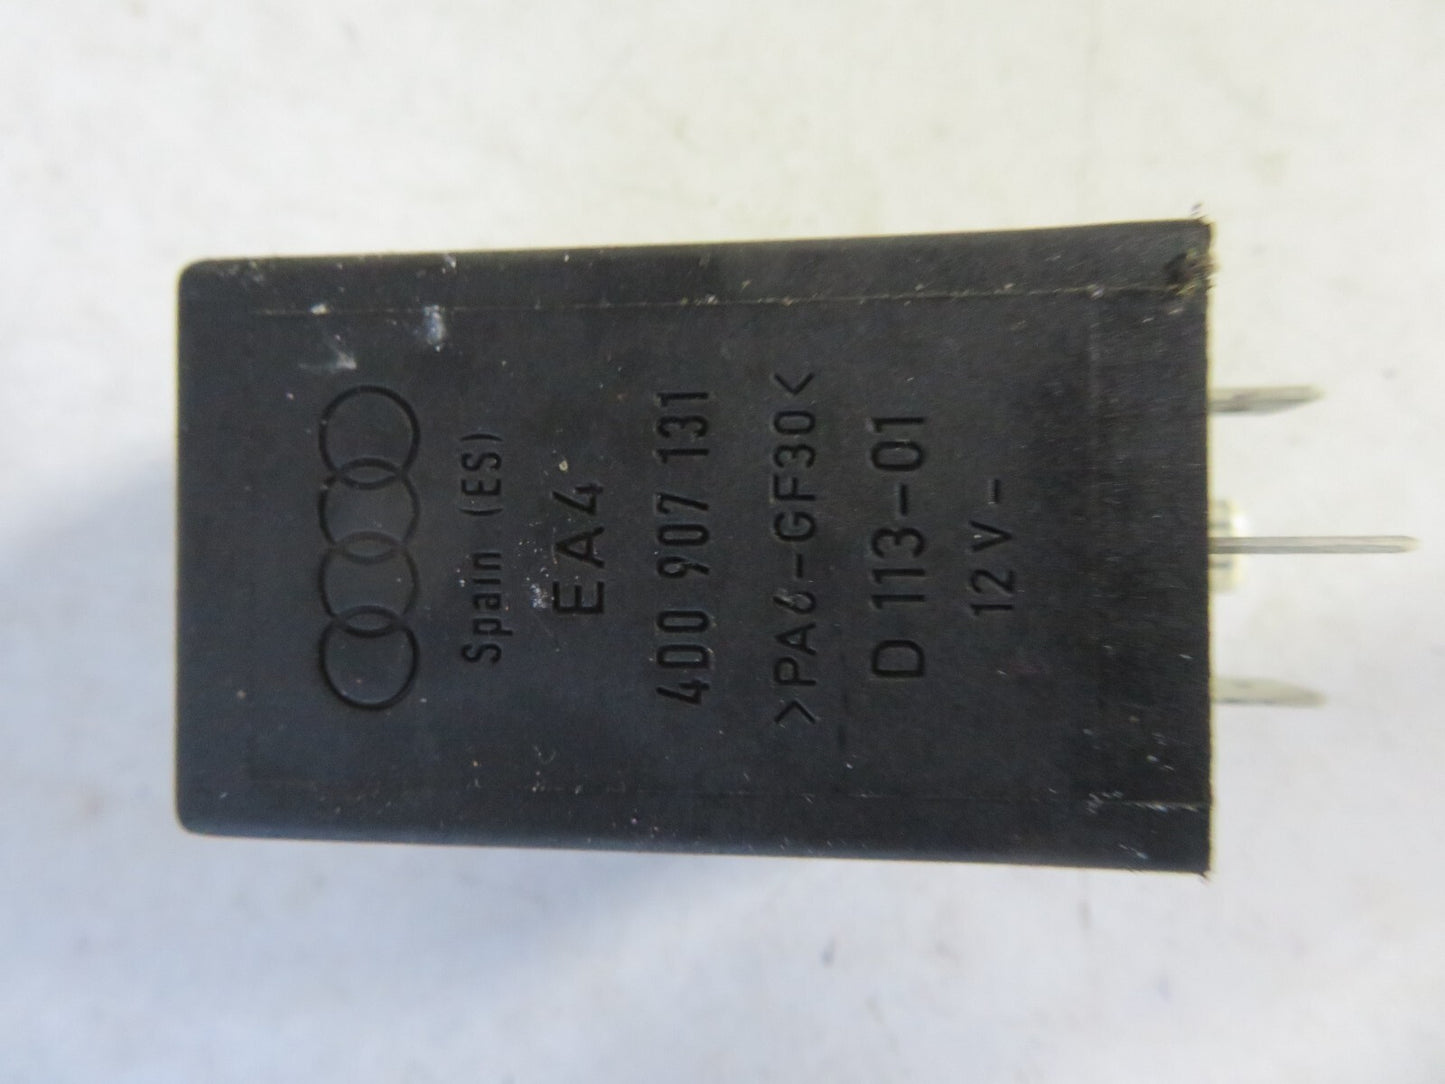 Spain (ES)
EA4
4D0 907 131
>PA6-GF30<
D 113-01
12V-